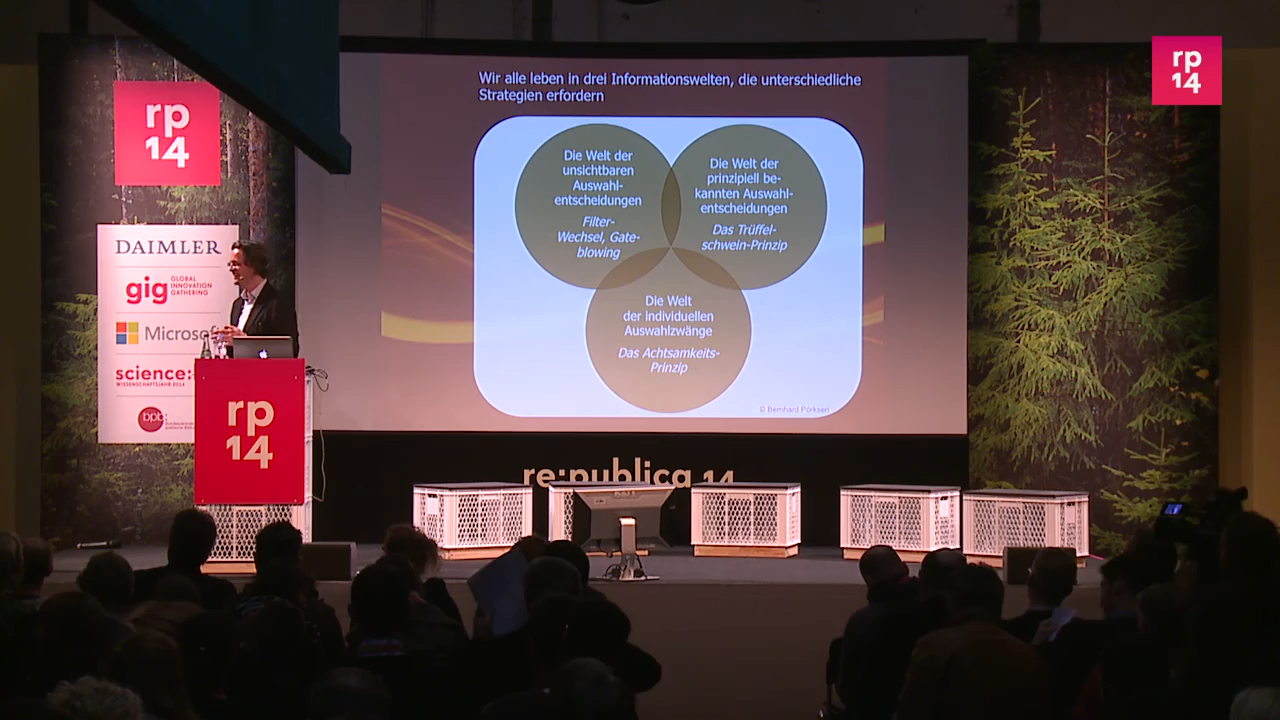 rp
14
Wir alle leben in drei Informationswelten, die unterschiedliche
Strategien erfordern
Die Welt der
unsichtbaren
Auswahl-
entscheidungen
Filter-
Wechsel, Gate-
blowing
Die Welt der
prinzipiell be-
kannten Auswahl-
entscheidungen
Das Trüffel-
schwein-Prinzip
Die Welt
der individuellen
Auswahlzwänge
Das Achtsamkeits-
Prinzip
© Bernhard Pörksen
rp
14
DAIMLER
gig
GLOBAL
INNOVATION
GATHERING
Microsof
science:
WISSENSCHAFTSJAHR 2014
bpb:
rp
14
re:publica 14